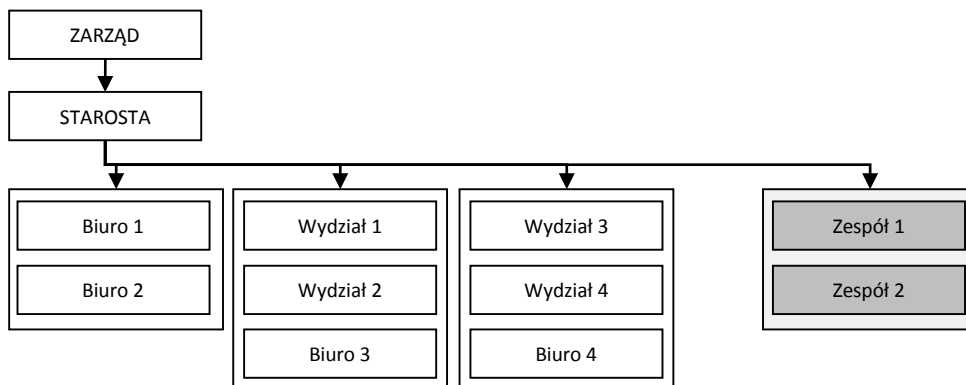 ZARZĄD
STAROSTA
Biuro 1
Biuro 2
Wydział 1
Wydział 2
Biuro 3
Wydział 3
Wydział 4
Biuro 4
Zespół 1
Zespół 2